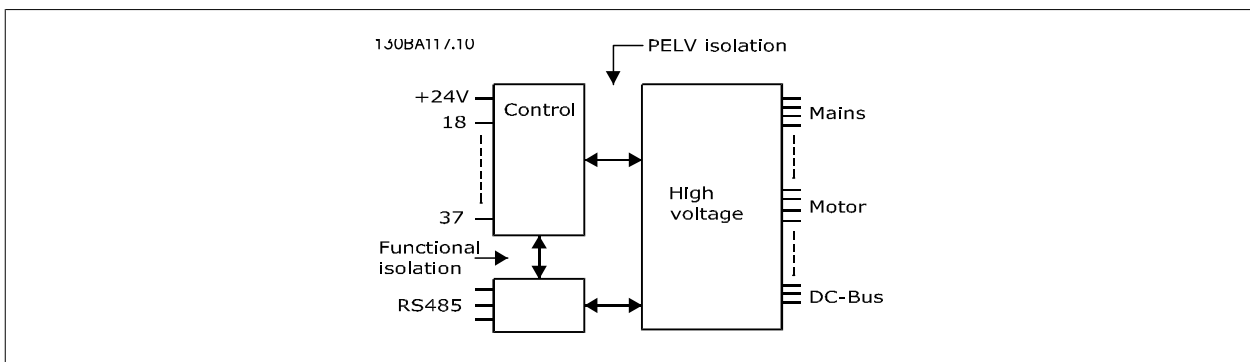 130BA117.10
PELV isolation
+24V
18
37
Control
High
voltage
Mains
Motor
DC-Bus
Functional
isolation
RS485